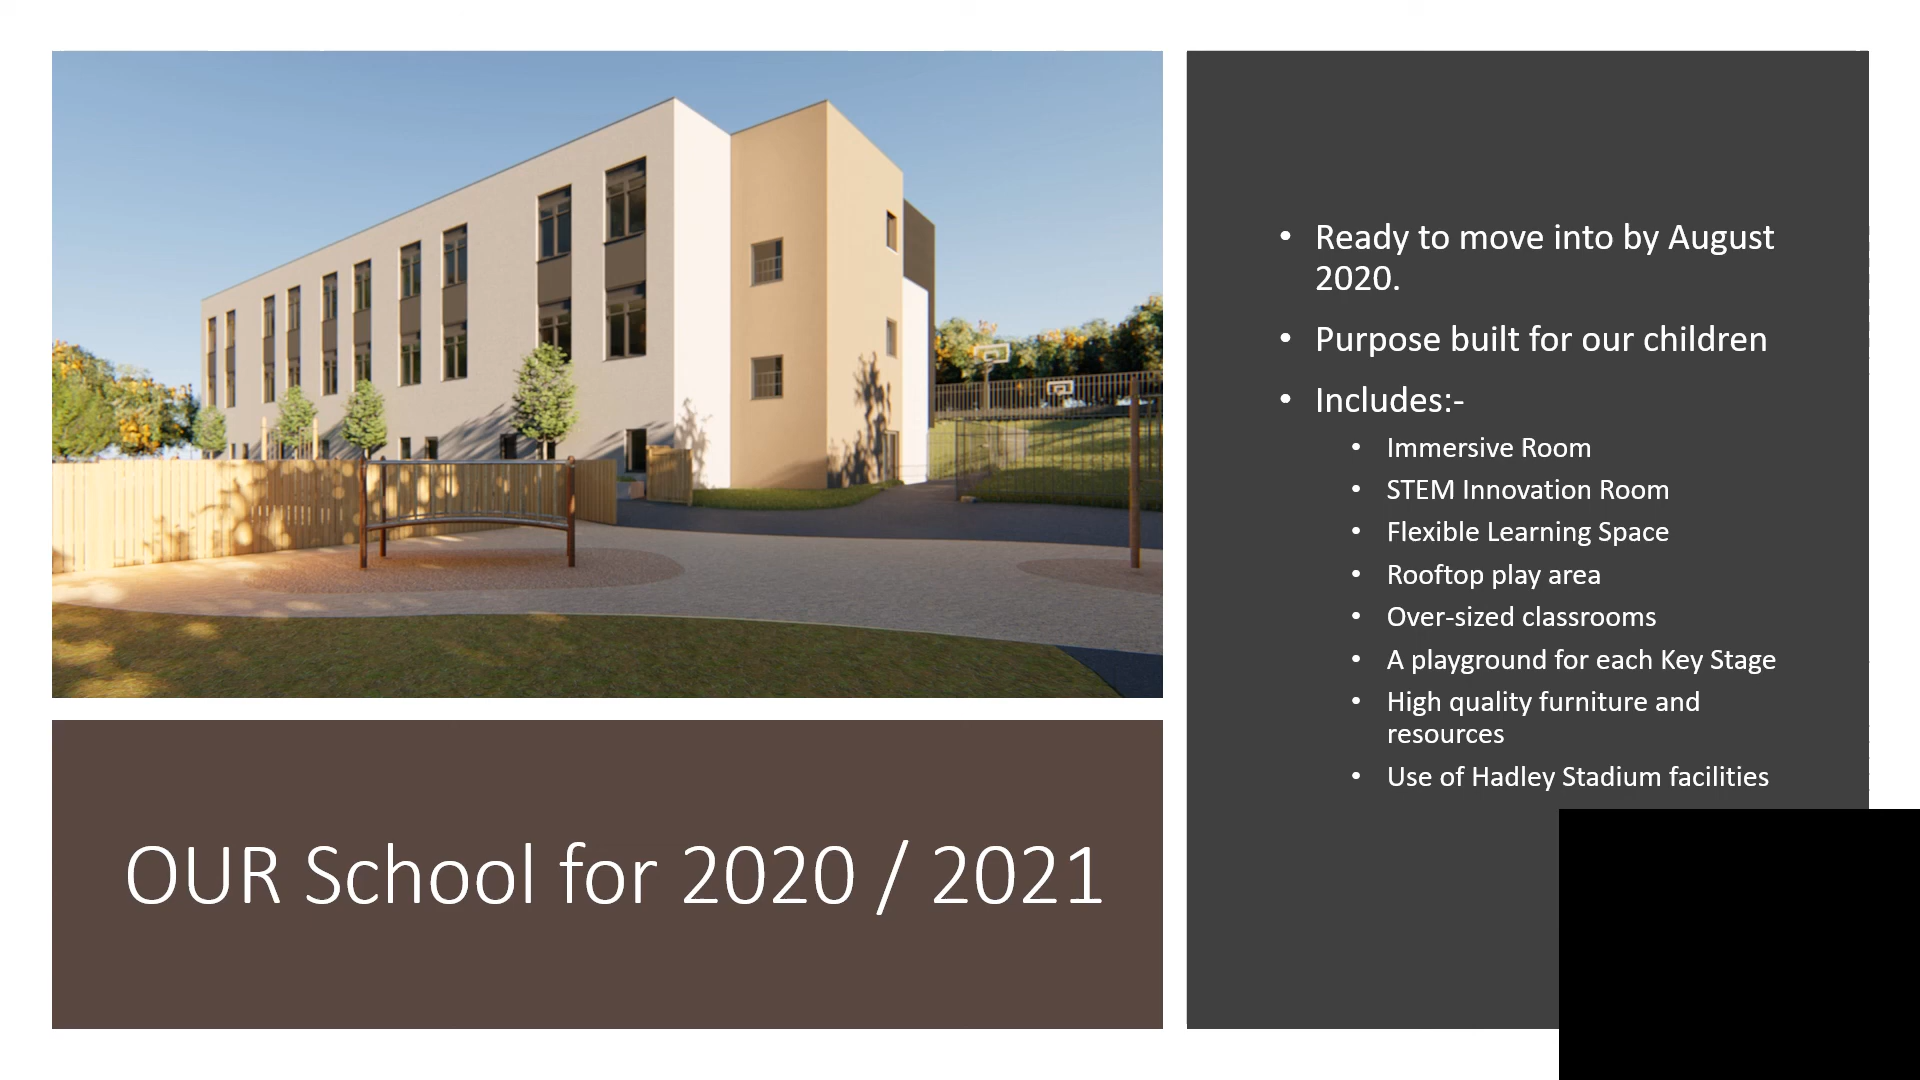 OUR School for 2020 / 2021
• Ready to move into by August
2020.
• Purpose built for our children
• Includes:-
• Immersive Room
• STEM Innovation Room
• Flexible Learning Space
• Rooftop play area
• Over-sized classrooms
• A playground for each Key Stage
• High quality furniture and
resources
• Use of Hadley Stadium facilities